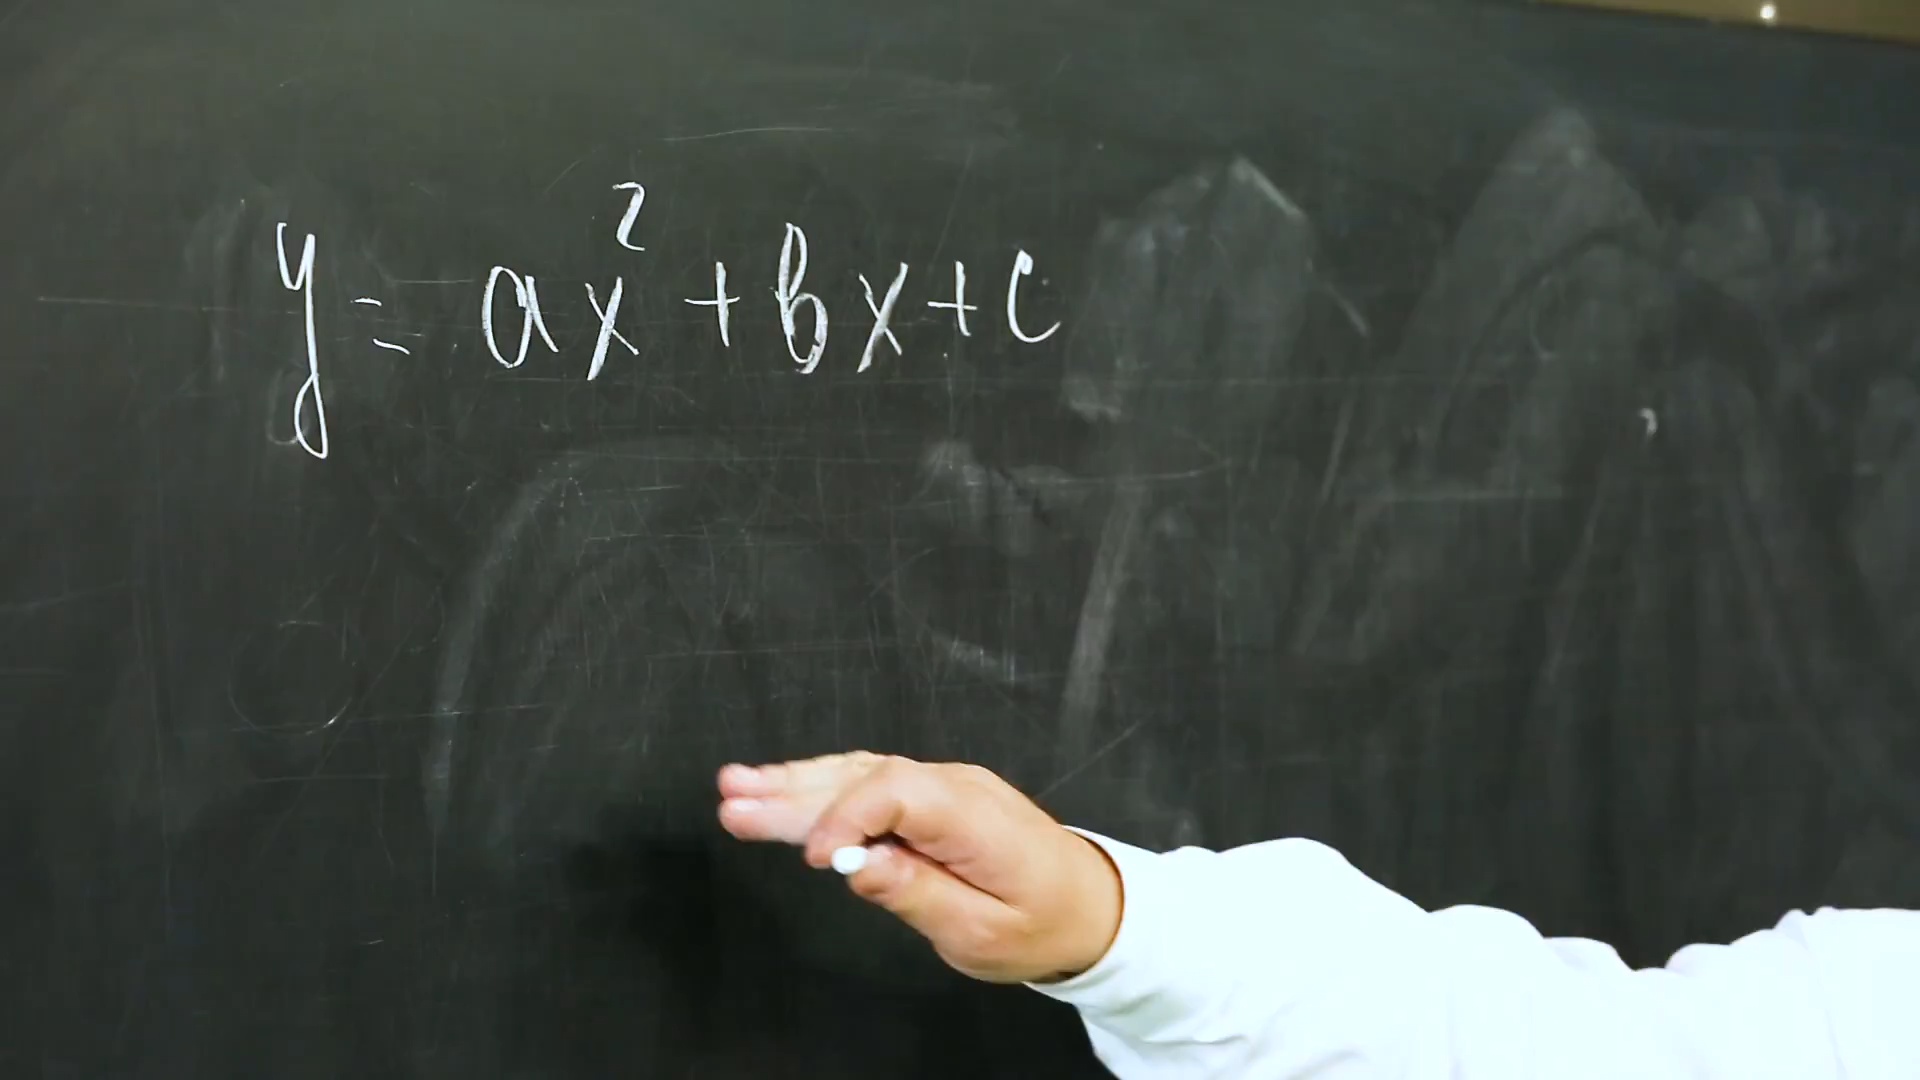 y = ax² + bx + c